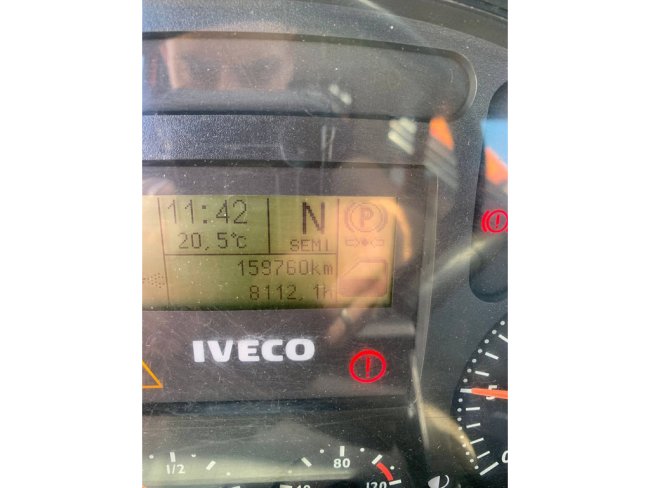 11:42 N P
20,5°c SEMI
159760km
8112,1h
IVECO
1/2 80
120